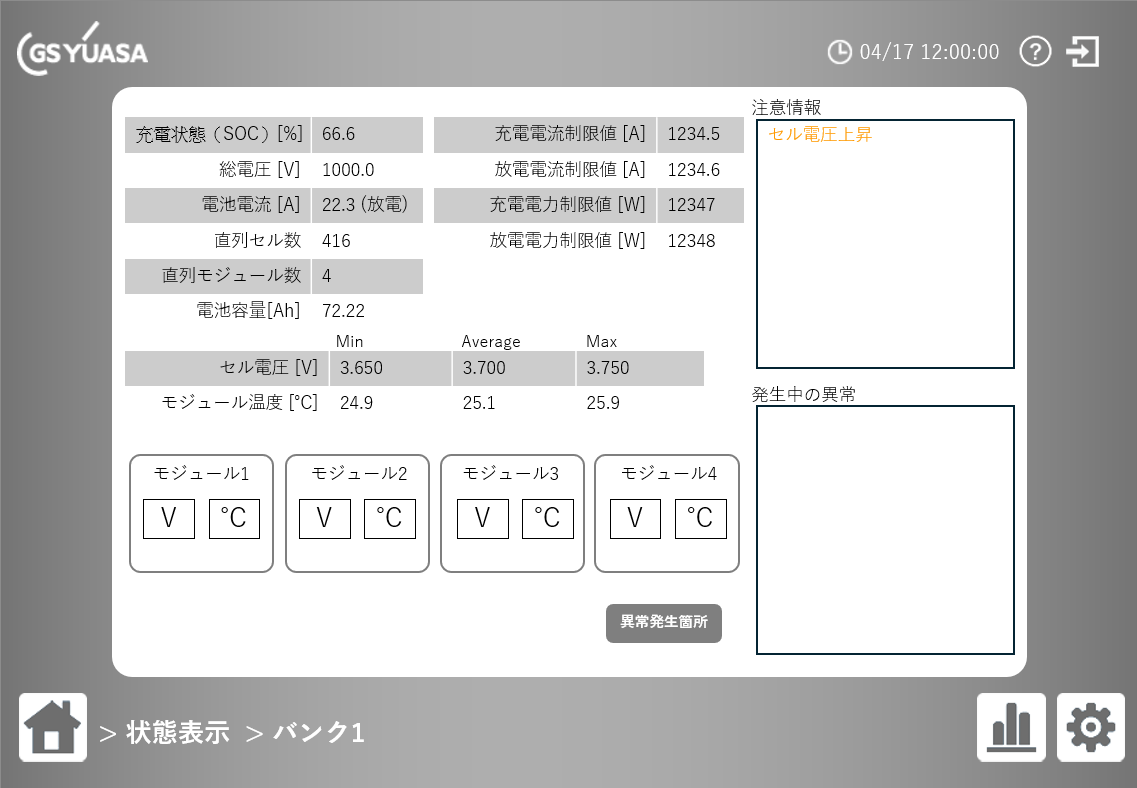 GS YUASA
04/17 12:00:00
?
充電状態（SOC）[%] 66.6
総電圧 [V] 1000.0
電池電流 [A] 22.3 (放電)
直列セル数 416
直列モジュール数 4
電池容量[Ah] 72.22
充電電流制限値 [A] 1234.5
放電電流制限値 [A] 1234.6
充電電力制限値 [W] 12347
放電電力制限値 [W] 12348
Min Average Max
セル電圧 [V] 3.650 3.700 3.750
モジュール温度 [°C] 24.9 25.1 25.9
モジュール1
V °C
モジュール2
V °C
モジュール3
V °C
モジュール4
V °C
異常発生箇所
注意情報
セル電圧上昇
発生中の異常
> 状態表示 > バンク1